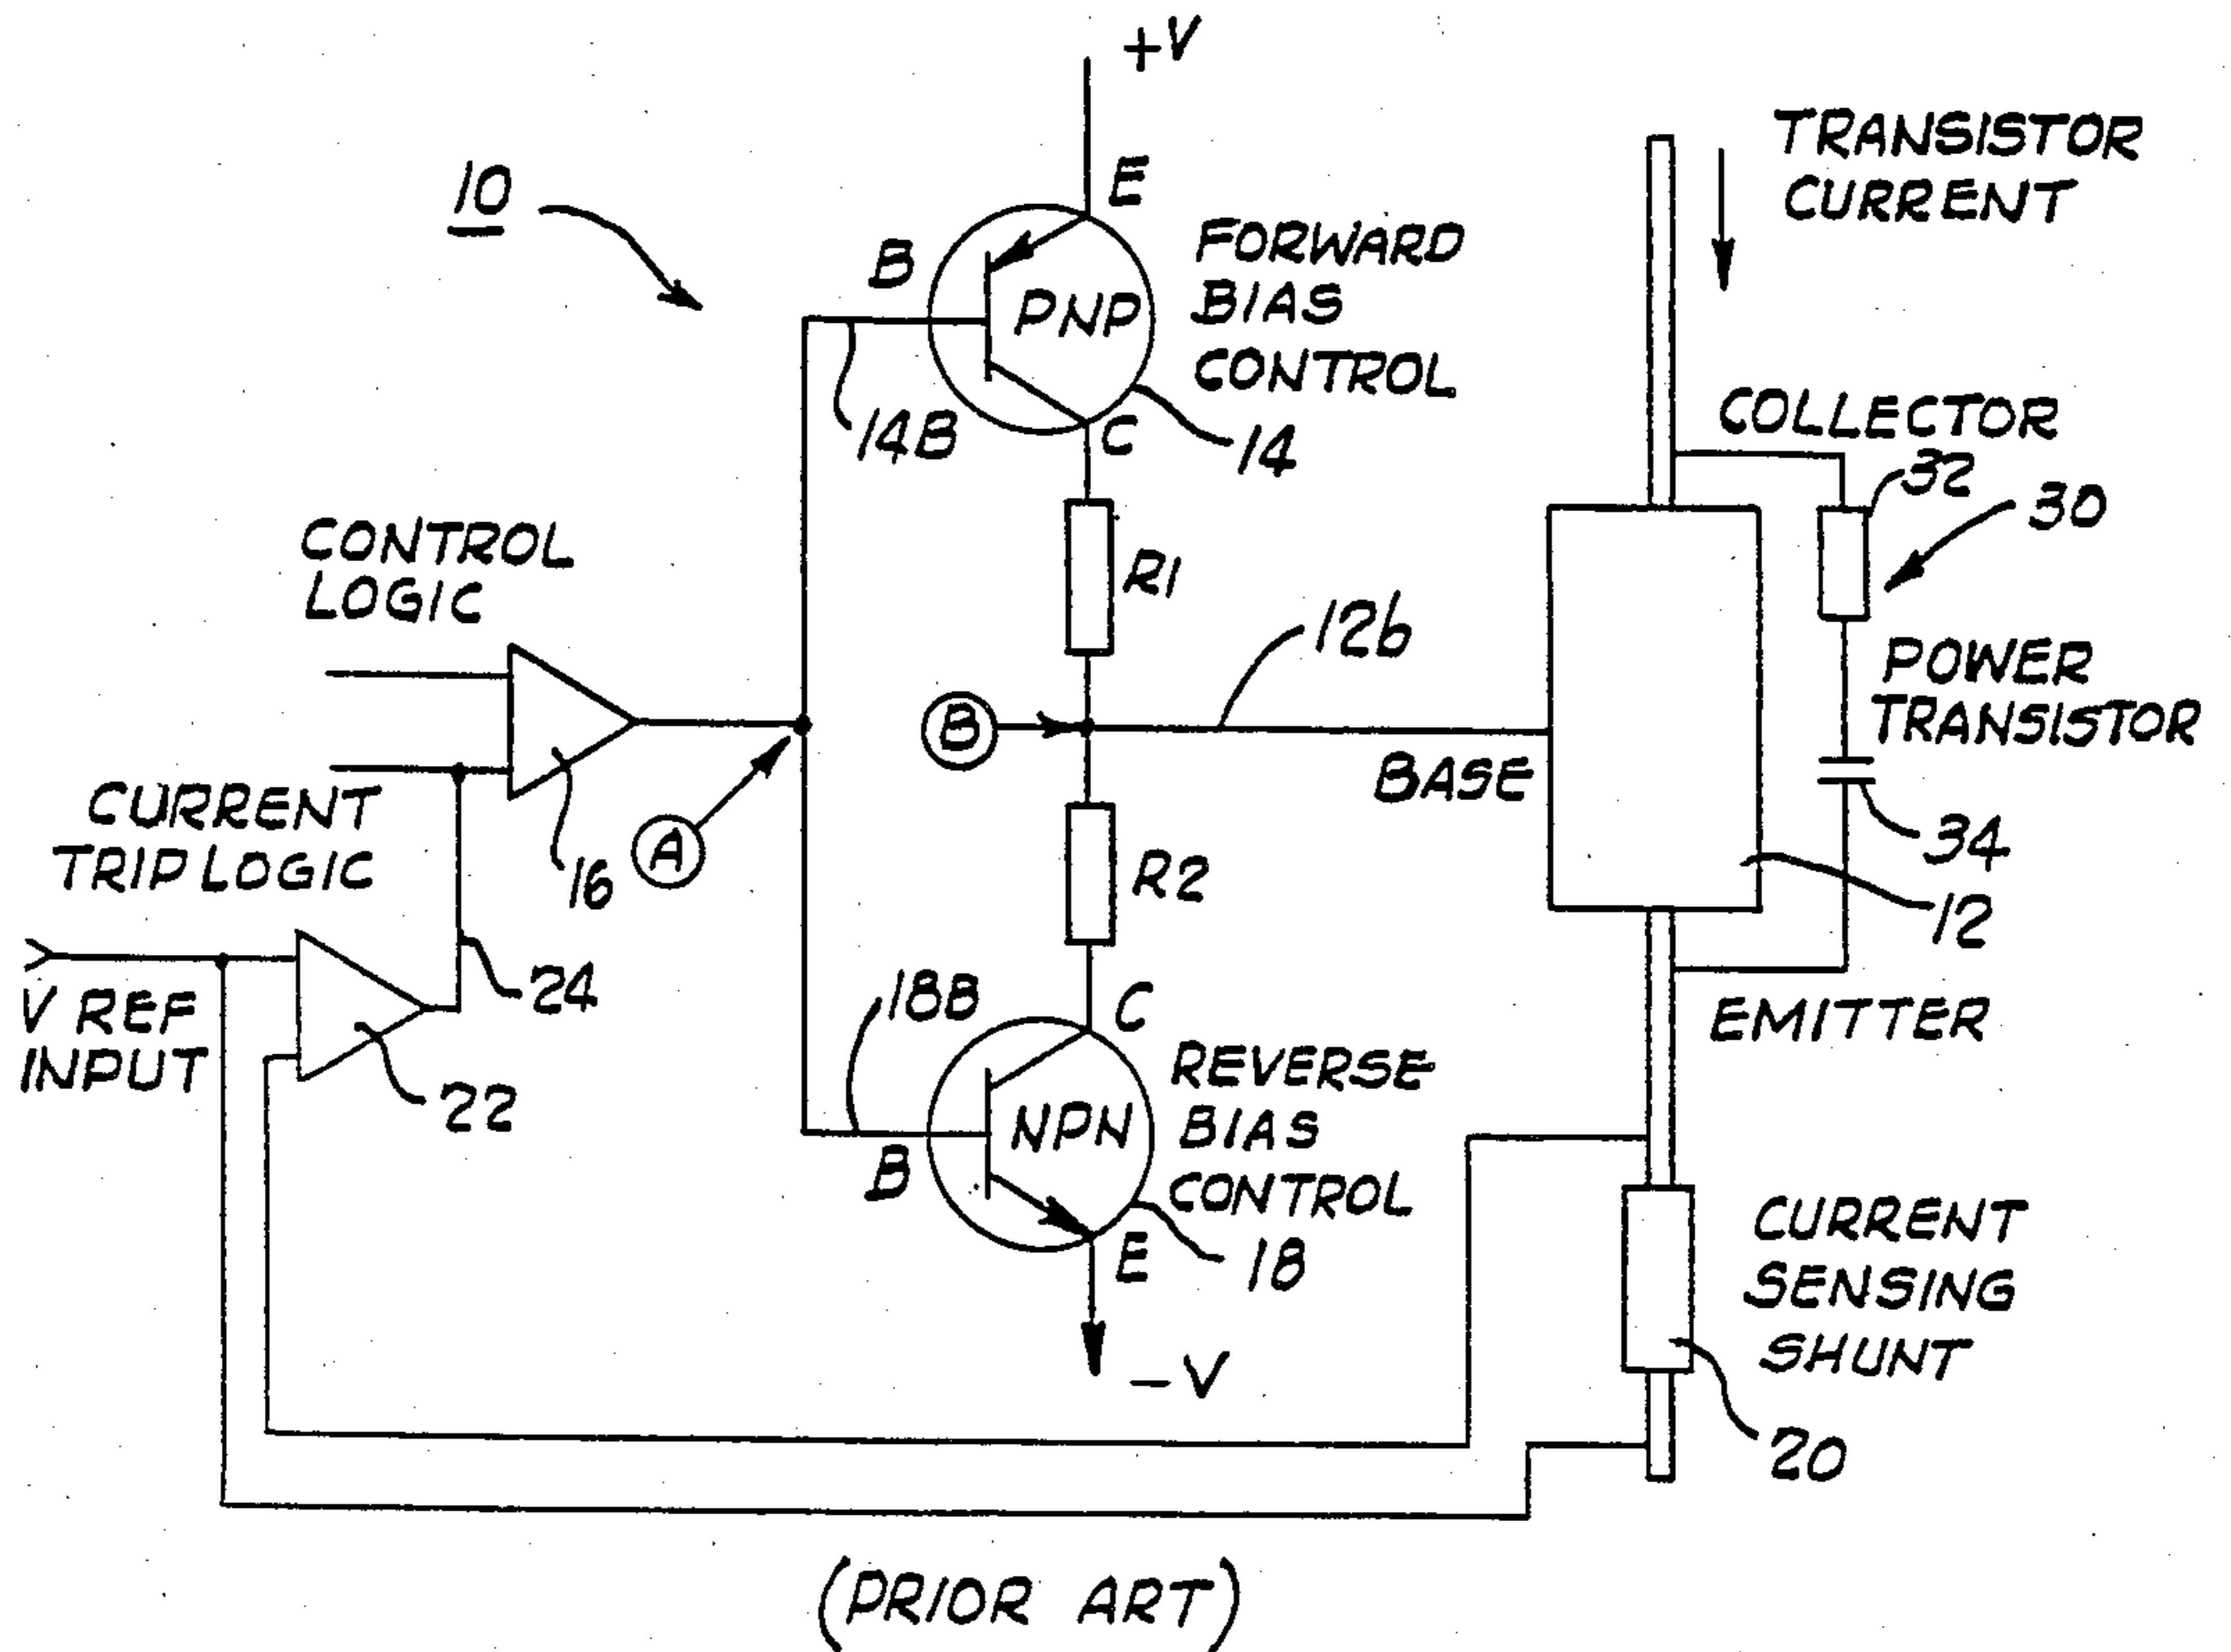 +V
10
E
B
PNP
FORWARD
BIAS
CONTROL
14B
C
14
TRANSISTOR
CURRENT
COLLECTOR
32
30
CONTROL
LOGIC
R1
12b
POWER
TRANSISTOR
B
BASE
CURRENT
TRIP LOGIC
16
A
R2
34
12
V REF
INPUT
24
22
18B
C
EMITTER
B
NPN
REVERSE
BIAS
CONTROL
E
18
-V
CURRENT
SENSING
SHUNT
20
(PRIOR ART)